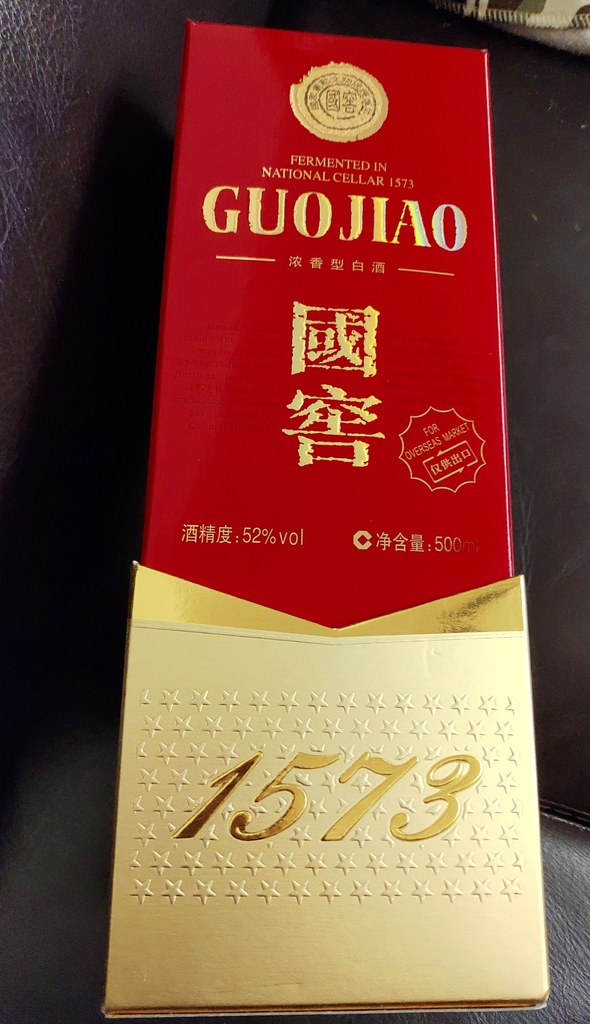 國窖
FERMENTED IN
NATIONAL CELLAR 1573
GUOJIAO
浓香型白酒
國
窖
FOR
OVERSEAS MARKET
仅供出口
酒精度:52%vol
净含量:500ml
1573